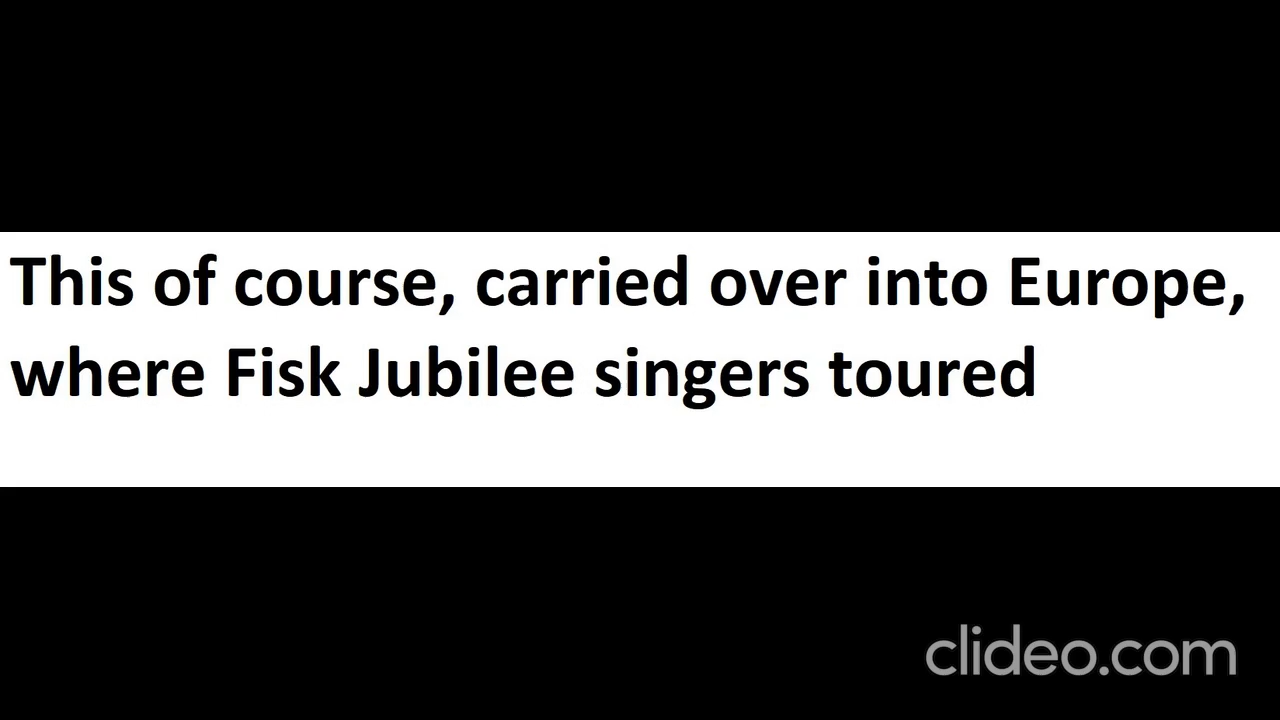 This of course, carried over into Europe,
where Fisk Jubilee singers toured
clideo.com